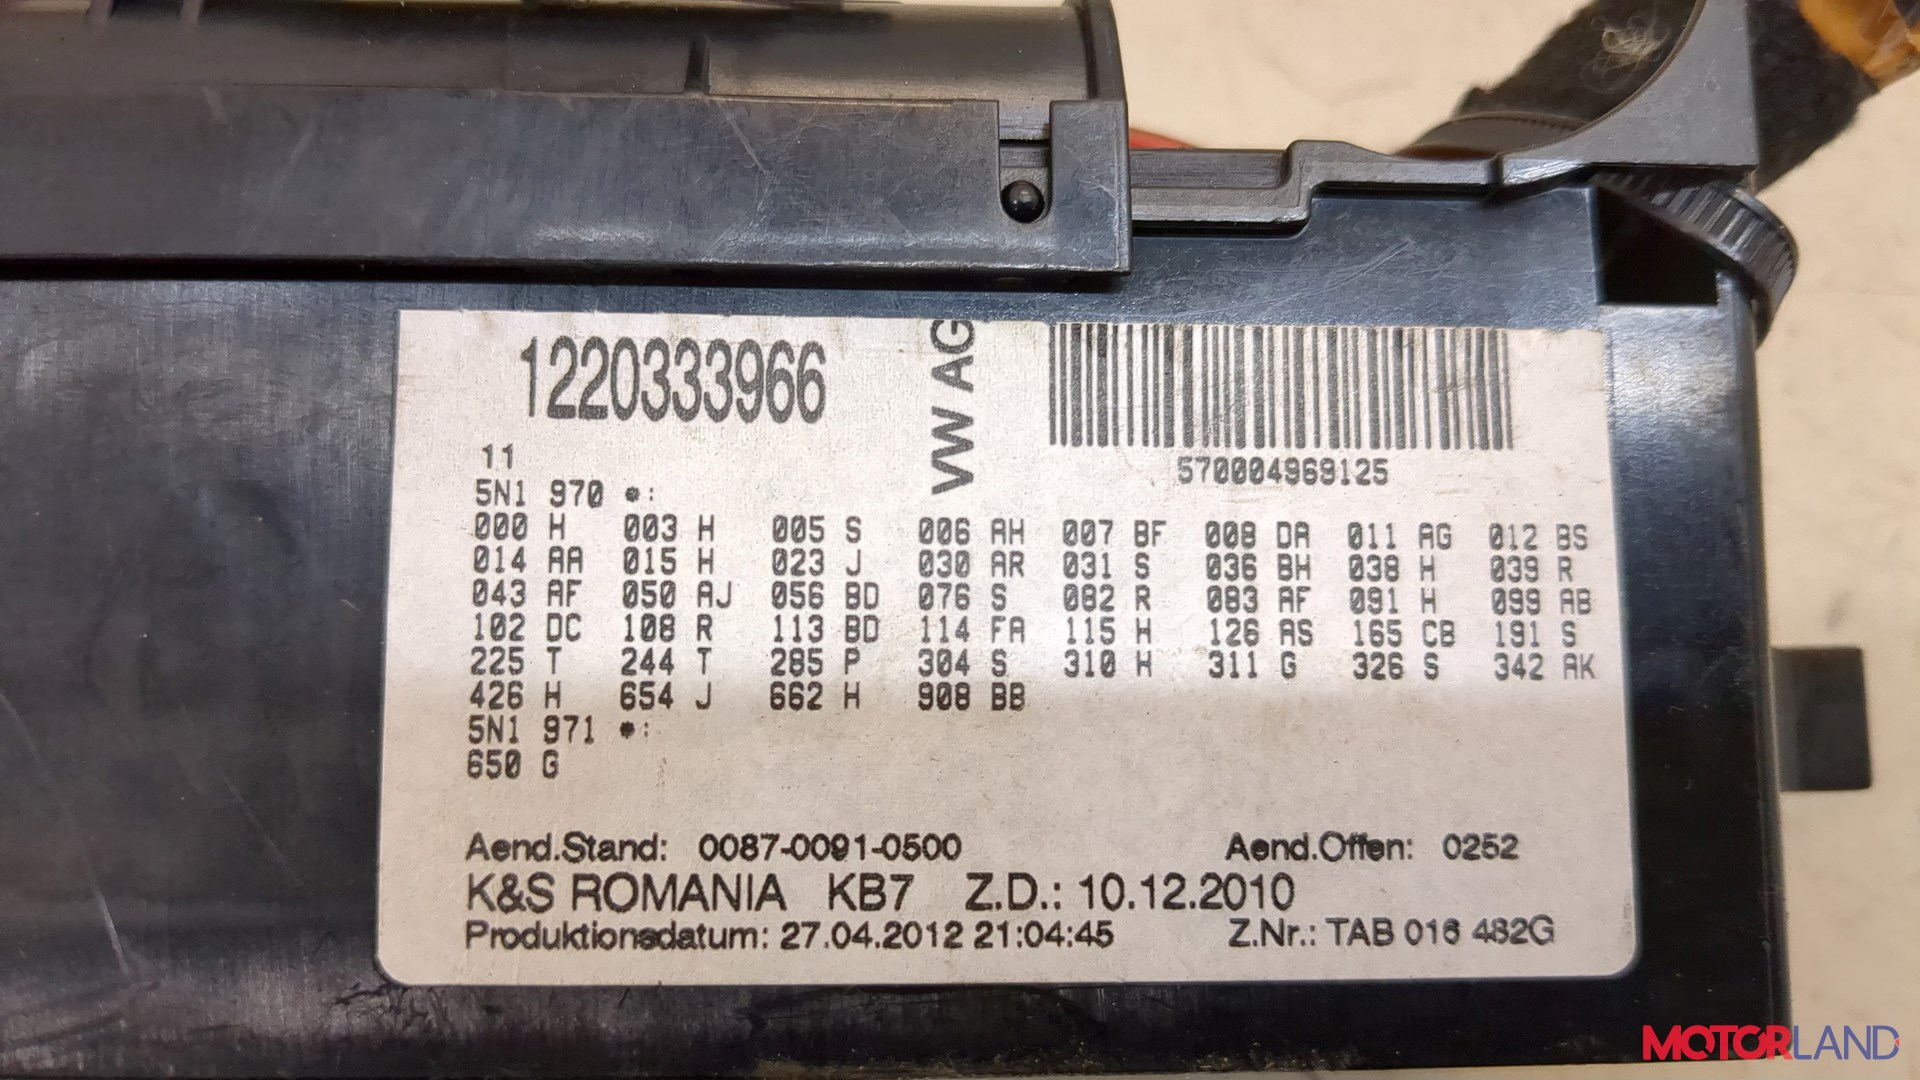 1220333966
VW AG
570004969125
11
5N1 970 *:
000 H 003 H 005 S 006 AH 007 BF 008 DA 011 AG 012 BS
014 AA 015 H 023 J 030 AR 031 S 036 BH 038 H 039 R
043 AF 050 AJ 056 BD 076 S 082 R 083 AF 091 H 099 AB
102 DC 108 R 113 BD 114 FA 115 H 126 AS 165 CB 191 S
225 T 244 T 285 P 304 S 310 H 311 G 326 S 342 AK
426 H 654 J 662 H 908 BB
5N1 971 *:
650 G
Aend.Stand: 0087-0091-0500 Aend.Offen: 0252
K&S ROMANIA KB7 Z.D.: 10.12.2010
Produktionsdatum: 27.04.2012 21:04:45 Z.Nr.: TAB 016 482G
MOTORLAND